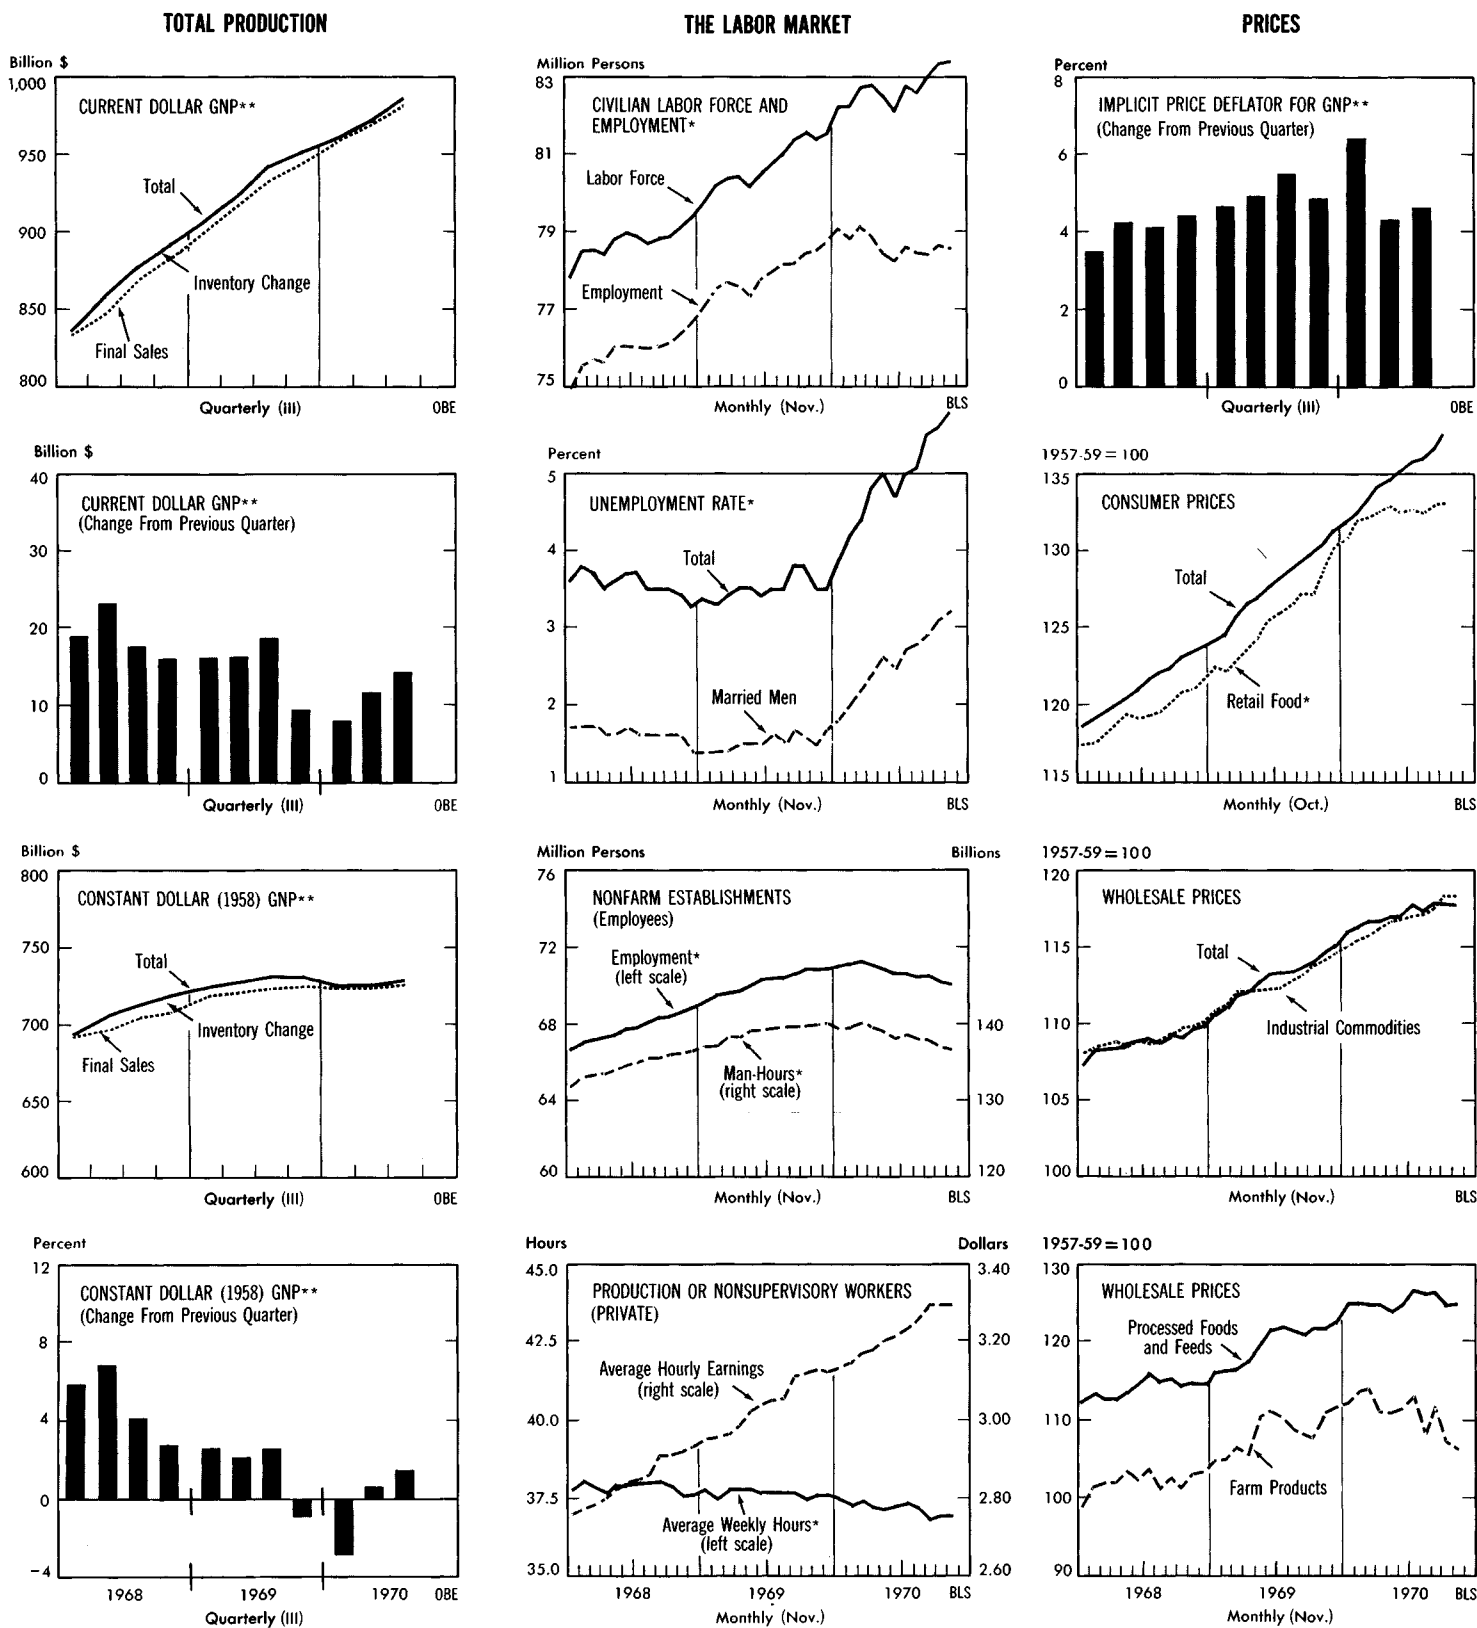 TOTAL PRODUCTION
Billion $
1,000
950
900
850
800
CURRENT DOLLAR GNP**
Total
Inventory Change
Final Sales
Quarterly (III)
OBE
Billion $
40
30
20
10
0
CURRENT DOLLAR GNP**
(Change From Previous Quarter)
Quarterly (III)
OBE
Billion $
800
750
700
650
600
CONSTANT DOLLAR (1958) GNP**
Total
Inventory Change
Final Sales
Quarterly (III)
OBE
Percent
12
8
4
0
-4
CONSTANT DOLLAR (1958) GNP**
(Change From Previous Quarter)
1968
1969
1970
OBE
Quarterly (III)
THE LABOR MARKET
Million Persons
83
81
79
77
75
CIVILIAN LABOR FORCE AND
EMPLOYMENT*
Labor Force
Employment
Monthly (Nov.)
BLS
Percent
5
4
3
2
1
UNEMPLOYMENT RATE*
Total
Married Men
Monthly (Nov.)
BLS
Million Persons
Billions
76
72
68
64
60
140
130
120
NONFARM ESTABLISHMENTS
(Employees)
Employment*
(left scale)
Man-Hours*
(right scale)
Monthly (Nov.)
BLS
Hours
Dollars
45.0
42.5
40.0
37.5
35.0
3.40
3.20
3.00
2.80
2.60
PRODUCTION OR NONSUPERVISORY WORKERS
(PRIVATE)
Average Hourly Earnings
(right scale)
Average Weekly Hours*
(left scale)
1968
1969
1970
BLS
Monthly (Nov.)
PRICES
Percent
8
6
4
2
0
IMPLICIT PRICE DEFLATOR FOR GNP**
(Change From Previous Quarter)
Quarterly (III)
OBE
1957-59 = 100
135
130
125
120
115
CONSUMER PRICES
Total
Retail Food*
Monthly (Oct.)
BLS
1957-59 = 100
120
115
110
105
100
WHOLESALE PRICES
Total
Industrial Commodities
Monthly (Nov.)
BLS
1957-59 = 100
130
120
110
100
90
WHOLESALE PRICES
Processed Foods
and Feeds
Farm Products
1968
1969
1970
BLS
Monthly (Nov.)